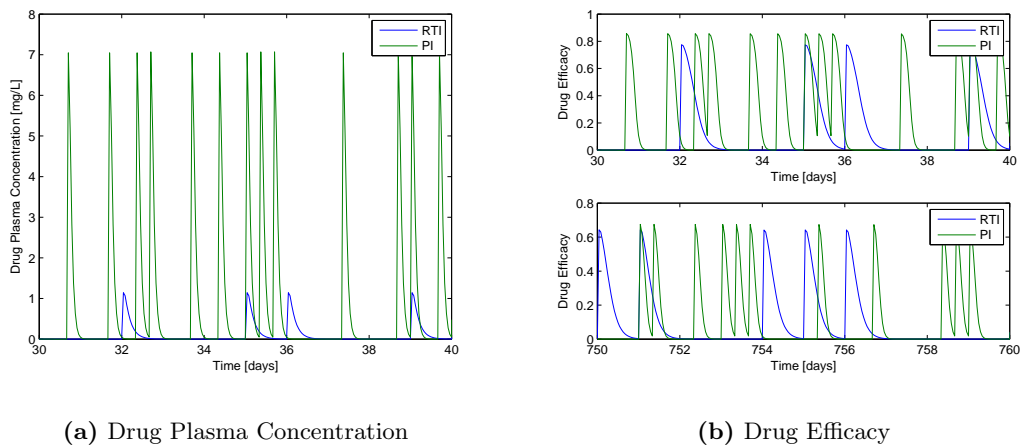 8
7
6
5
4
3
2
1
0
30 32 34 36 38 40
Drug Plasma Concentration [mg/L]
Time [days]
RTI
PI
1
0.8
0.6
0.4
0.2
0
30 32 34 36 38 40
Drug Efficacy
Time [days]
RTI
PI
0.8
0.6
0.4
0.2
0
750 752 754 756 758 760
Drug Efficacy
Time [days]
RTI
PI
(a) Drug Plasma Concentration
(b) Drug Efficacy